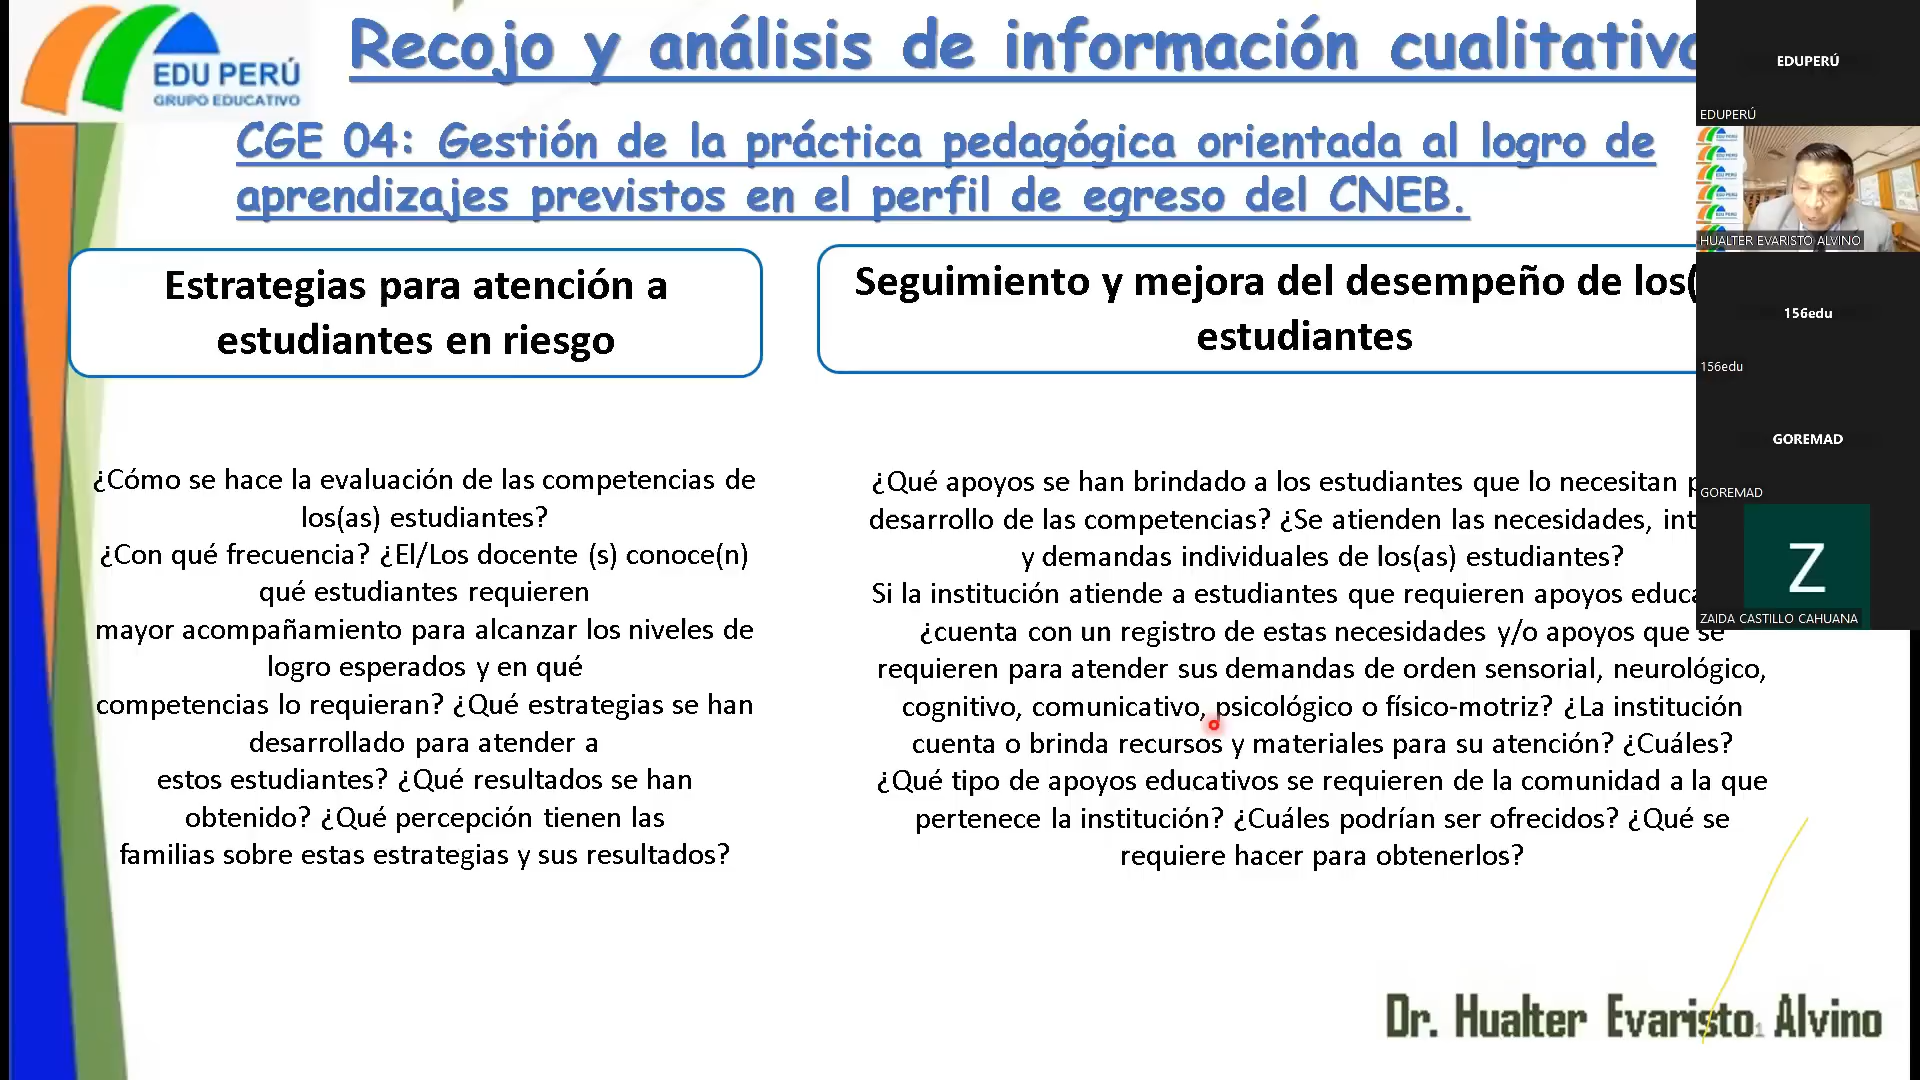 EDU PERÚ
GRUPO EDUCATIVO
Recojo y análisis de información cualitativa
CGE 04: Gestión de la práctica pedagógica orientada al logro de
aprendizajes previstos en el perfil de egreso del CNEB.
Estrategias para atención a
estudiantes en riesgo
¿Cómo se hace la evaluación de las competencias de
los(as) estudiantes?
¿Con qué frecuencia? ¿El/Los docente (s) conoce(n)
qué estudiantes requieren
mayor acompañamiento para alcanzar los niveles de
logro esperados y en qué
competencias lo requieran? ¿Qué estrategias se han
desarrollado para atender a
estos estudiantes? ¿Qué resultados se han
obtenido? ¿Qué percepción tienen las
familias sobre estas estrategias y sus resultados?
Seguimiento y mejora del desempeño de los(
estudiantes
¿Qué apoyos se han brindado a los estudiantes que lo necesitan
desarrollo de las competencias? ¿Se atienden las necesidades,
y demandas individuales de los(as) estudiantes?
Si la institución atiende a estudiantes que requieren apoyos
¿cuenta con un registro de estas necesidades y/o apoyos que se
requieren para atender sus demandas de orden sensorial, neurológico,
cognitivo, comunicativo, psicológico o físico-motriz? ¿La institución
cuenta o brinda recursos y materiales para su atención? ¿Cuáles?
¿Qué tipo de apoyos educativos se requieren de la comunidad a la que
pertenece la institución? ¿Cuáles podrían ser ofrecidos? ¿Qué se
requiere hacer para obtenerlos?
Dr. Hualter Evaristo Alvino
EDUPERÚ
EDUPERÚ
HUALTER EVARISTO ALVINO
156edu
156edu
GOREMAD
GOREMAD
Z
ZAIDA CASTILLO CAHUANA